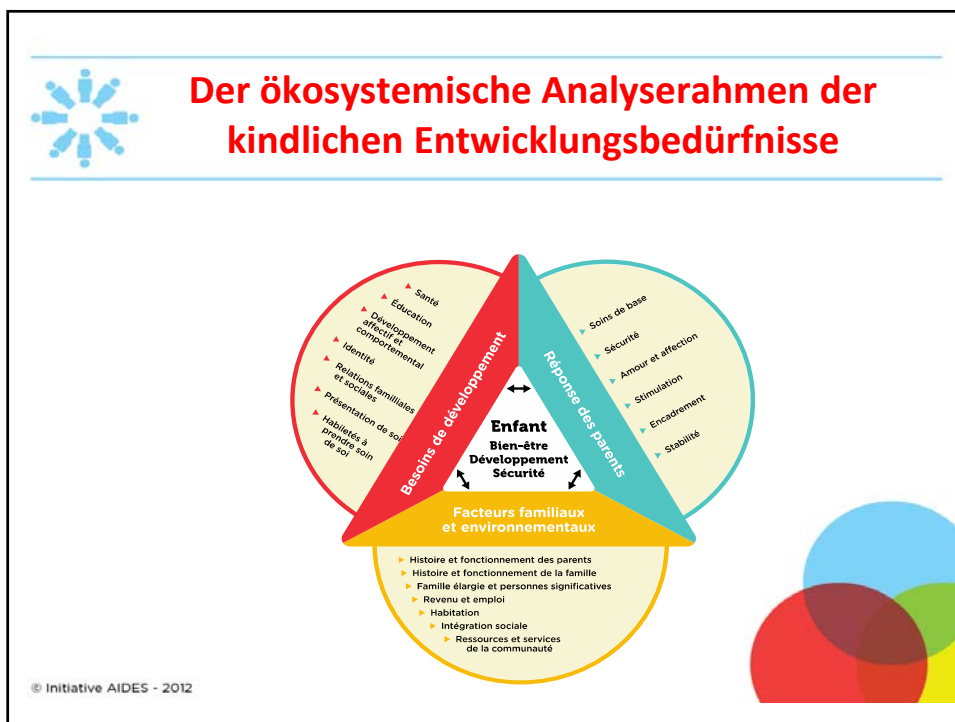 Der ökosystemische Analyserahmen der
kindlichen Entwicklungsbedürfnisse
Santé
Éducation
Développement
affectif et
comportemental
Identité
Relations familliales
et sociales
Présentation de soi
Habiletés à
prendre soin
de soi
Besoins de développement
Réponse des parents
Soins de base
Sécurité
Amour et affection
Stimulation
Encadrement
Stabilité
Enfant
Bien-être
Développement
Sécurité
Facteurs familiaux
et environnementaux
Histoire et fonctionnement des parents
Histoire et fonctionnement de la famille
Famille élargie et personnes significatives
Revenu et emploi
Habitation
Intégration sociale
Ressources et services
de la communauté
© Initiative AIDES - 2012